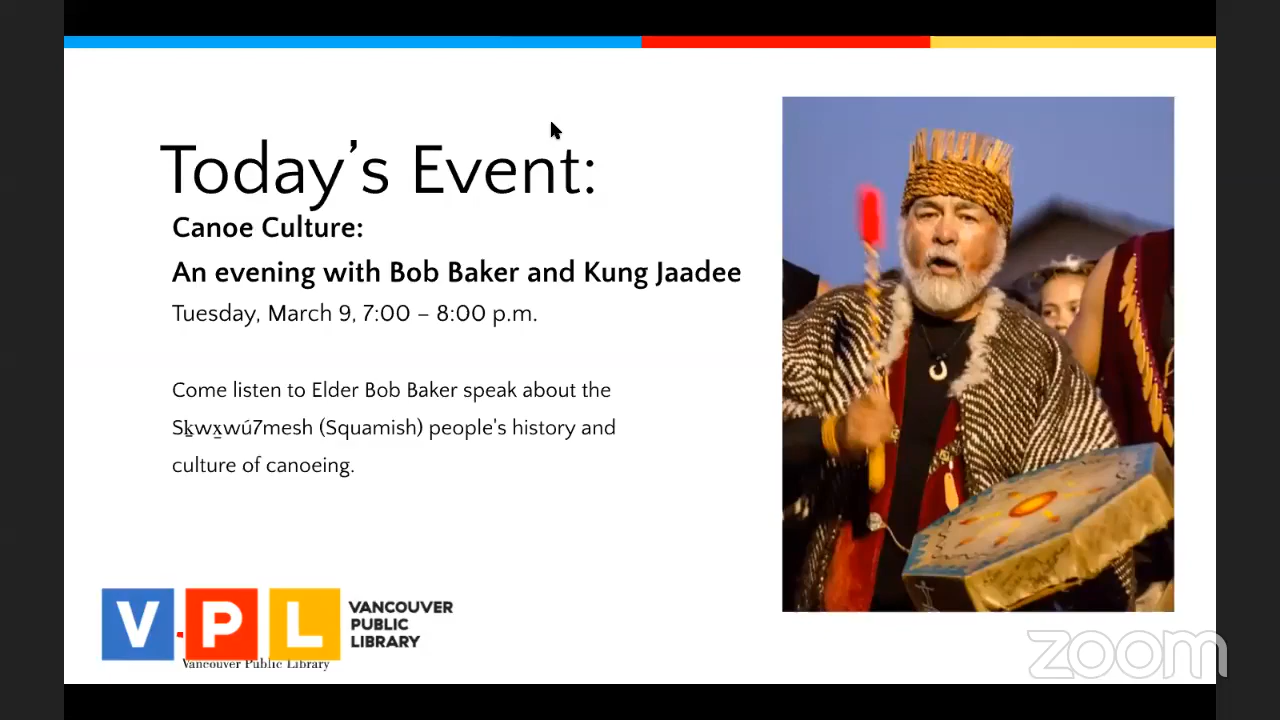 Today’s Event:
Canoe Culture:
An evening with Bob Baker and Kung Jaadee
Tuesday, March 9, 7:00 – 8:00 p.m.
Come listen to Elder Bob Baker speak about the
Sḵwx̱wú7mesh (Squamish) people's history and
culture of canoeing.
VPL
VANCOUVER
PUBLIC
LIBRARY
Vancouver Public Library
zoom